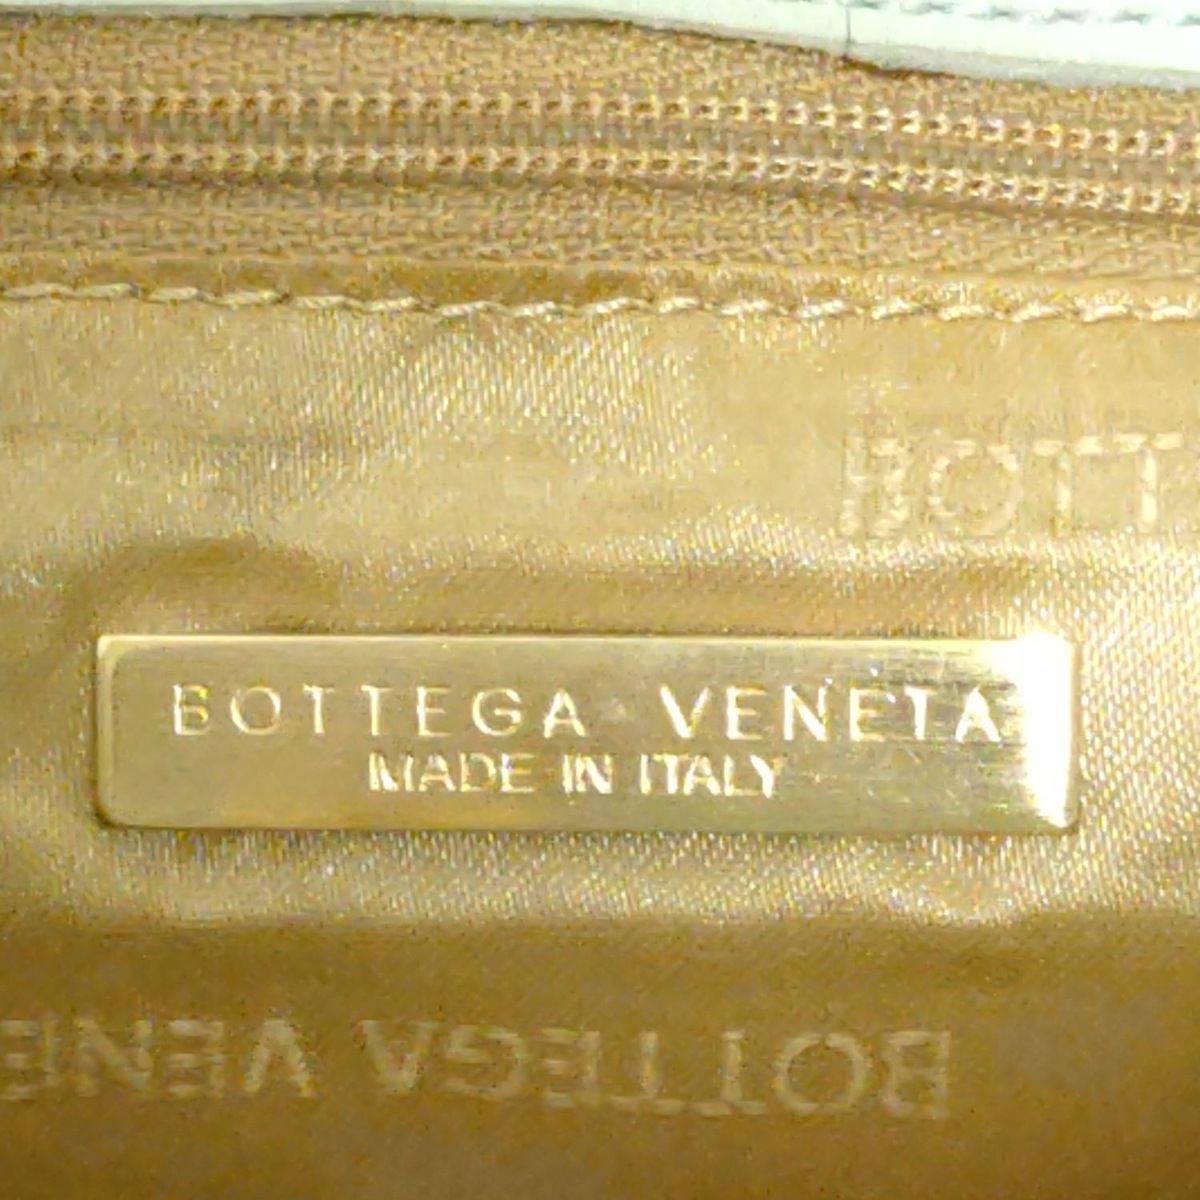 BOTT
BOTTEGA VENETA
MADE IN ITALY
BOTTEGA VENE